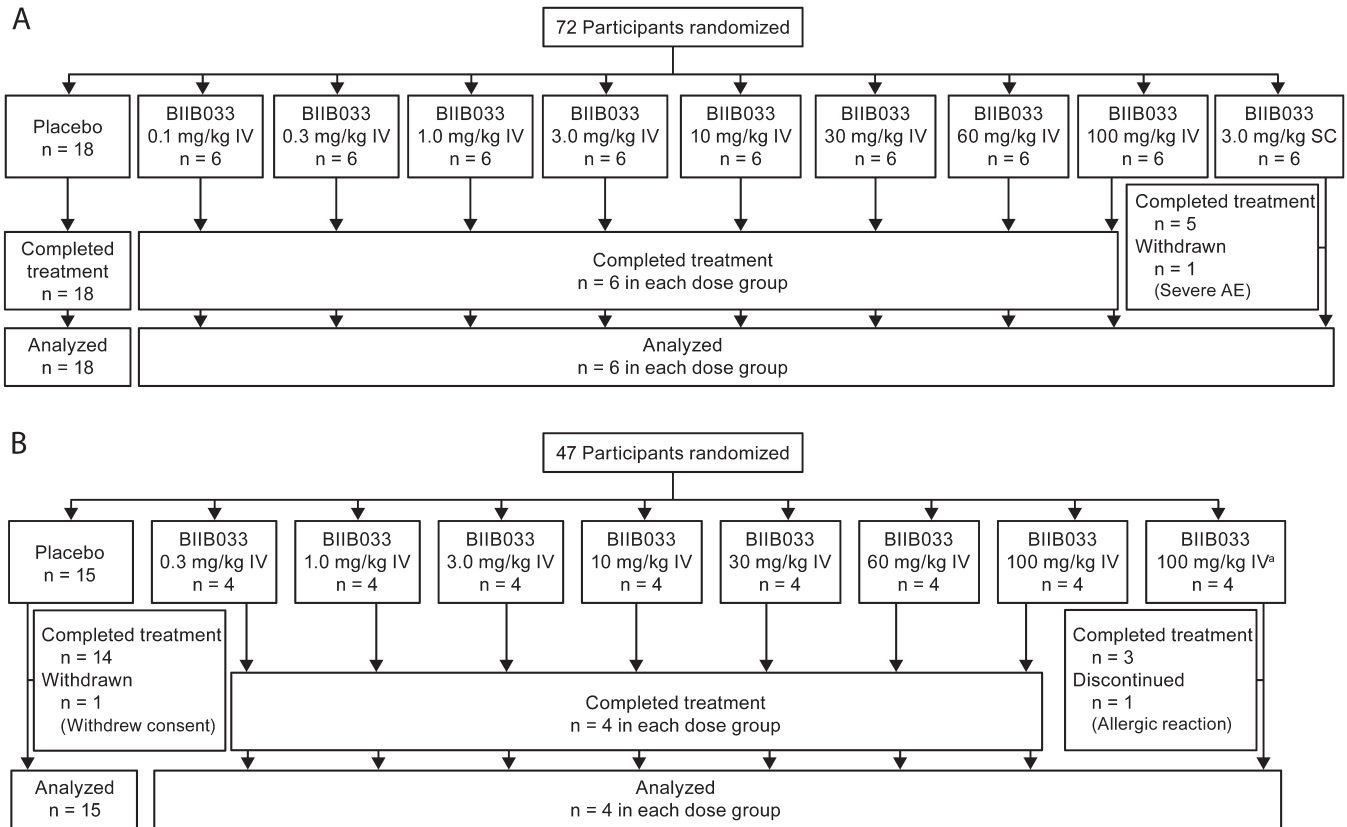 A
72 Participants randomized
Placebo
n = 18
BIIB033
0.1 mg/kg IV
n = 6
BIIB033
0.3 mg/kg IV
n = 6
BIIB033
1.0 mg/kg IV
n = 6
BIIB033
3.0 mg/kg IV
n = 6
BIIB033
10 mg/kg IV
n = 6
BIIB033
30 mg/kg IV
n = 6
BIIB033
60 mg/kg IV
n = 6
BIIB033
100 mg/kg IV
n = 6
BIIB033
3.0 mg/kg SC
n = 6
Completed
treatment
n = 18
Completed treatment
n = 6 in each dose group
Completed treatment
n = 5
Withdrawn
n = 1
(Severe AE)
Analyzed
n = 18
Analyzed
n = 6 in each dose group
B
47 Participants randomized
Placebo
n = 15
BIIB033
0.3 mg/kg IV
n = 4
BIIB033
1.0 mg/kg IV
n = 4
BIIB033
3.0 mg/kg IV
n = 4
BIIB033
10 mg/kg IV
n = 4
BIIB033
30 mg/kg IV
n = 4
BIIB033
60 mg/kg IV
n = 4
BIIB033
100 mg/kg IV
n = 4
BIIB033
100 mg/kg IVᵃ
n = 4
Completed treatment
n = 14
Withdrawn
n = 1
(Withdrew consent)
Completed treatment
n = 4 in each dose group
Completed treatment
n = 3
Discontinued
n = 1
(Allergic reaction)
Analyzed
n = 15
Analyzed
n = 4 in each dose group